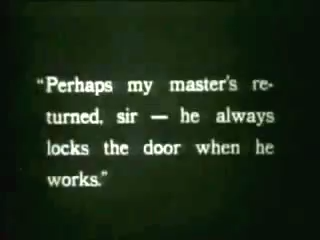 "Perhaps my master's re-
turned, sir — he always
locks the door when he
works."